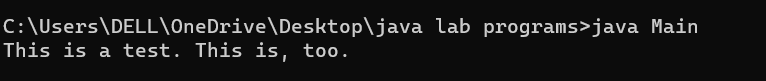 C:\Users\DELL\OneDrive\Desktop\java lab programs>java Main
This is a test. This is, too.